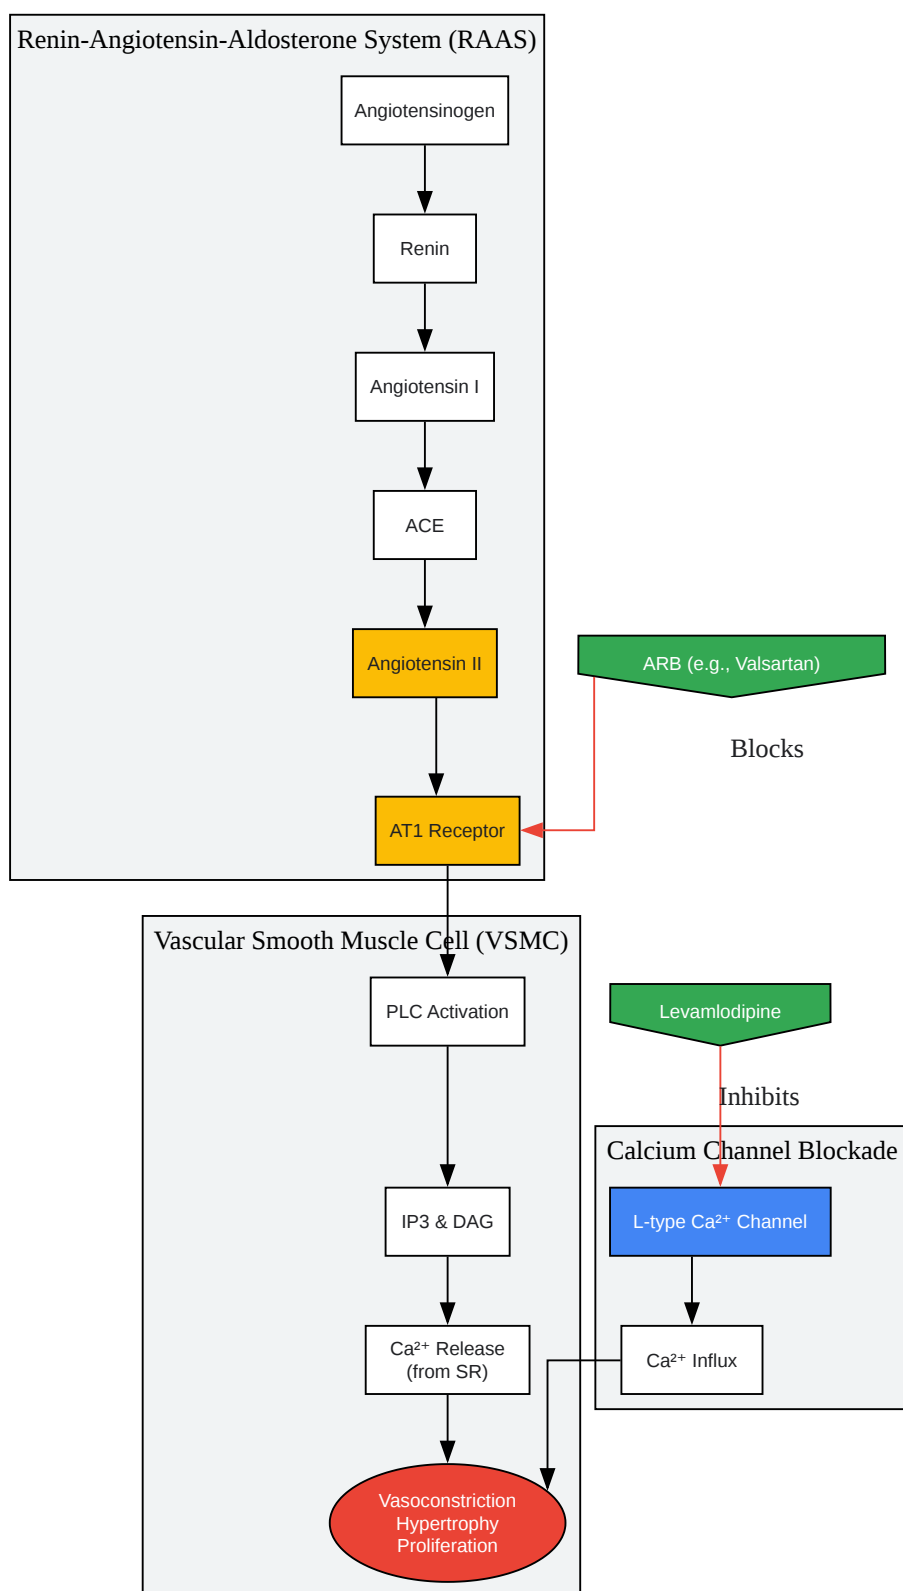 Renin-Angiotensin-Aldosterone System (RAAS)
Angiotensinogen
Renin
Angiotensin I
ACE
Angiotensin II
ARB (e.g., Valsartan)
Blocks
AT1 Receptor
Vascular Smooth Muscle Cell (VSMC)
PLC Activation
Levamlodipine
Inhibits
Calcium Channel Blockade
IP3 & DAG
L-type Ca²⁺ Channel
Ca²⁺ Release
(from SR)
Ca²⁺ Influx
Vasoconstriction
Hypertrophy
Proliferation